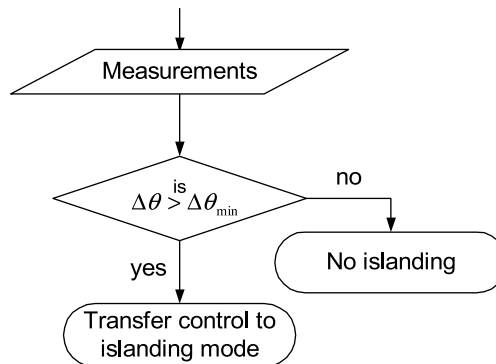 Measurements
is
Δθ > Δθmin
no
yes
No islanding
Transfer control to
islanding mode